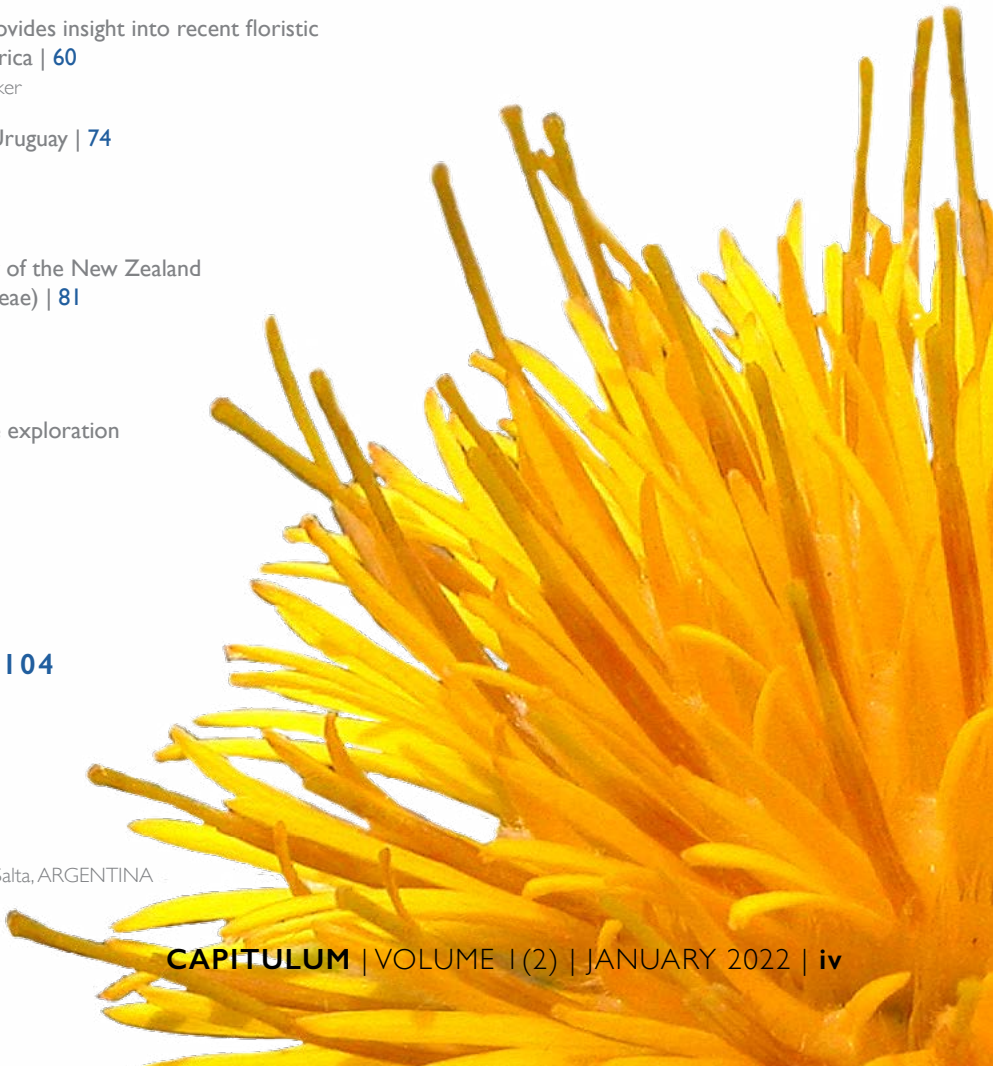 ovides insight into recent floristic
rica | 60
ker
Uruguay | 74
of the New Zealand
eae) | 81
exploration
104
Salta, ARGENTINA
CAPITULUM | VOLUME 1(2) | JANUARY 2022 | iv